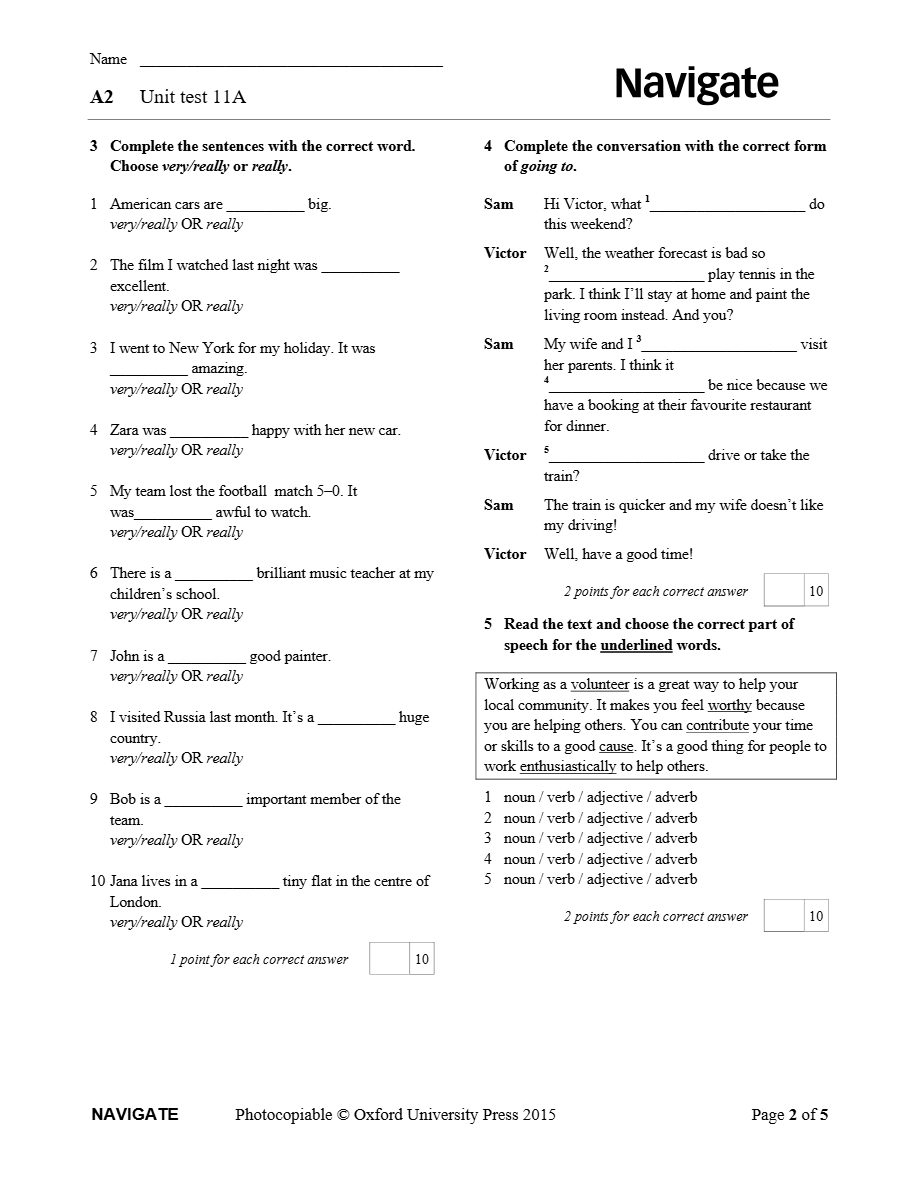 Name ___________________________________
Navigate
A2 Unit test 11A
3 Complete the sentences with the correct word.
Choose very/really or really.
1 American cars are __________ big.
very/really OR really
2 The film I watched last night was __________
excellent.
very/really OR really
3 I went to New York for my holiday. It was
__________ amazing.
very/really OR really
4 Zara was __________ happy with her new car.
very/really OR really
5 My team lost the football match 5–0. It
was__________ awful to watch.
very/really OR really
6 There is a __________ brilliant music teacher at my
children’s school.
very/really OR really
7 John is a __________ good painter.
very/really OR really
8 I visited Russia last month. It’s a __________ huge
country.
very/really OR really
9 Bob is a __________ important member of the
team.
very/really OR really
10 Jana lives in a __________ tiny flat in the centre of
London.
very/really OR really
1 point for each correct answer 10
4 Complete the conversation with the correct form
of going to.
Sam Hi Victor, what 1____________________ do
this weekend?
Victor Well, the weather forecast is bad so
2____________________ play tennis in the
park. I think I’ll stay at home and paint the
living room instead. And you?
Sam My wife and I 3____________________ visit
her parents. I think it
4____________________ be nice because we
have a booking at their favourite restaurant
for dinner.
Victor 5____________________ drive or take the
train?
Sam The train is quicker and my wife doesn’t like
my driving!
Victor Well, have a good time!
2 points for each correct answer 10
5 Read the text and choose the correct part of
speech for the underlined words.
Working as a volunteer is a great way to help your
local community. It makes you feel worthy because
you are helping others. You can contribute your time
or skills to a good cause. It’s a good thing for people to
work enthusiastically to help others.
1 noun / verb / adjective / adverb
2 noun / verb / adjective / adverb
3 noun / verb / adjective / adverb
4 noun / verb / adjective / adverb
5 noun / verb / adjective / adverb
2 points for each correct answer 10
NAVIGATE Photocopiable © Oxford University Press 2015 Page 2 of 5